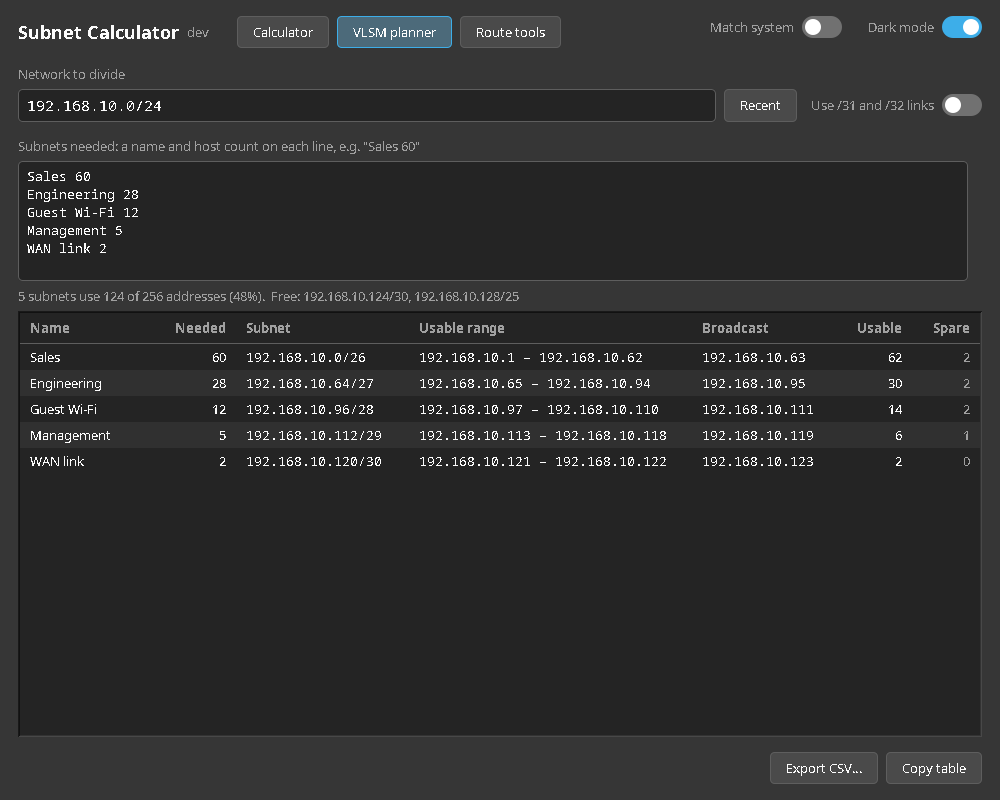 Subnet Calculator dev Calculator VLSM planner Route tools Match system Dark mode
Network to divide
192.168.10.0/24 Recent Use /31 and /32 links
Subnets needed: a name and host count on each line, e.g. "Sales 60"
Sales 60
Engineering 28
Guest Wi-Fi 12
Management 5
WAN link 2
5 subnets use 124 of 256 addresses (48%). Free: 192.168.10.124/30, 192.168.10.128/25
Name Needed Subnet Usable range Broadcast Usable Spare
Sales 60 192.168.10.0/26 192.168.10.1 – 192.168.10.62 192.168.10.63 62 2
Engineering 28 192.168.10.64/27 192.168.10.65 – 192.168.10.94 192.168.10.95 30 2
Guest Wi-Fi 12 192.168.10.96/28 192.168.10.97 – 192.168.10.110 192.168.10.111 14 2
Management 5 192.168.10.112/29 192.168.10.113 – 192.168.10.118 192.168.10.119 6 1
WAN link 2 192.168.10.120/30 192.168.10.121 – 192.168.10.122 192.168.10.123 2 0
Export CSV... Copy table